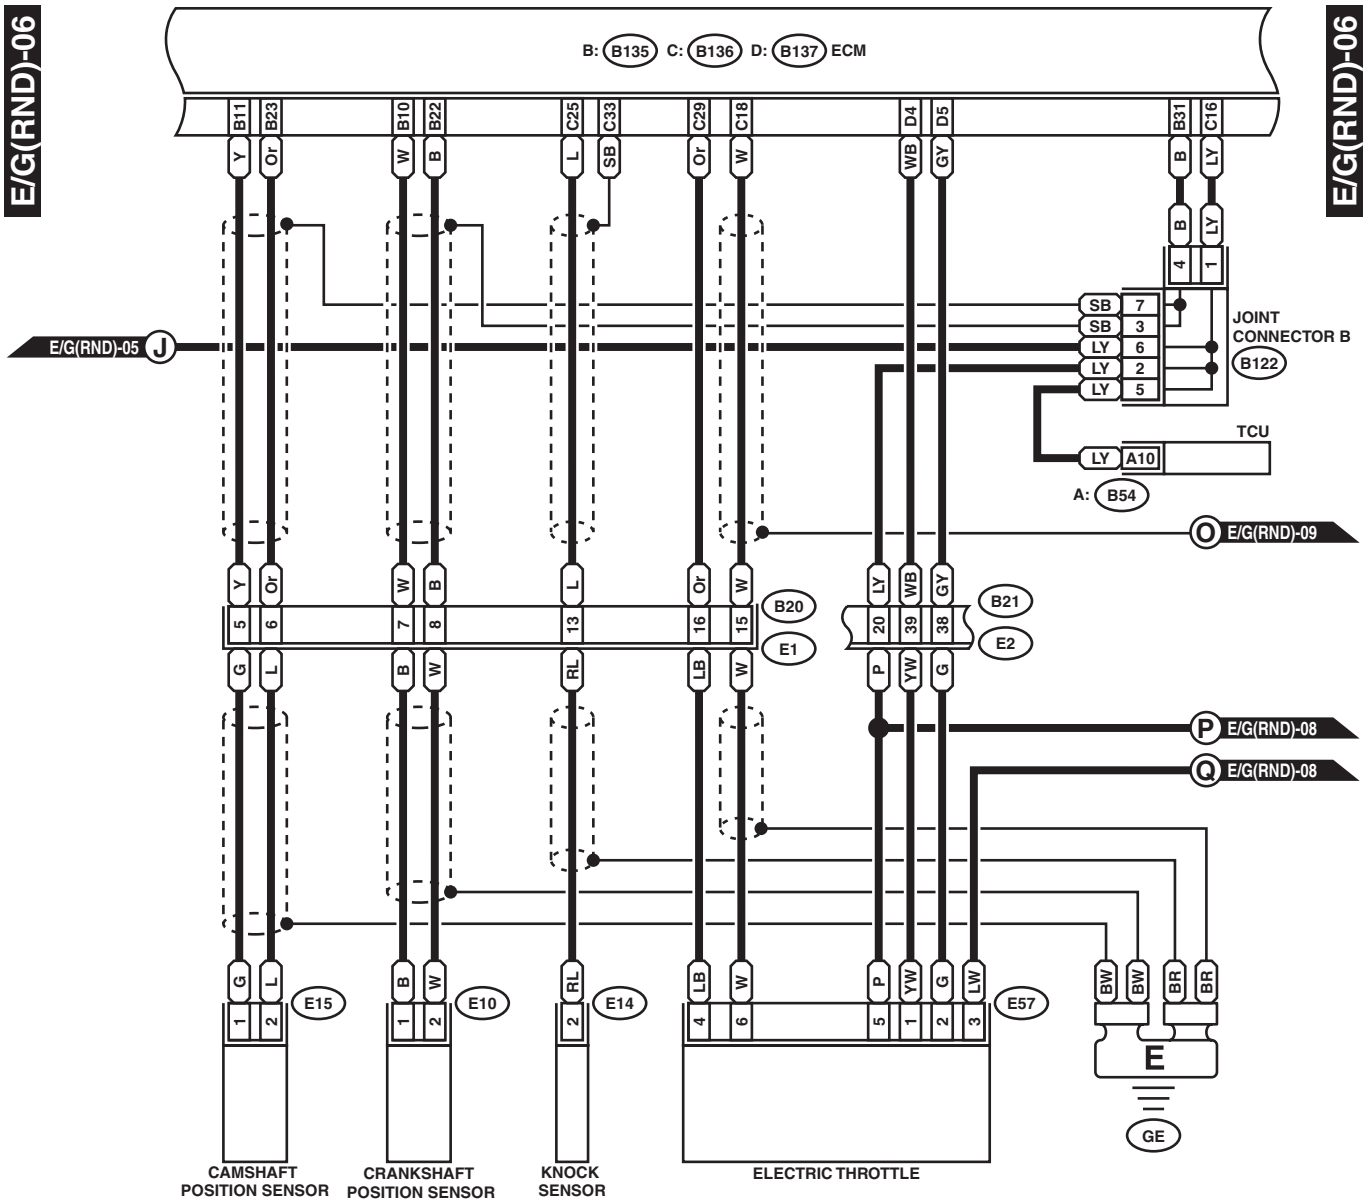 E/G(RND)-06
E/G(RND)-06
B: B135 C: B136 D: B137 ECM
B11 B23 B10 B22 C25 C33 C29 C18 D4 D5 B31 C16
Y Or W B L SB Or W WB GY B LY
B LY
4 1
SB 7
SB 3
LY 6
LY 2
LY 5
JOINT
CONNECTOR B
B122
E/G(RND)-05 J
TCU
LY A10
A: B54
O E/G(RND)-09
Y Or W B L Or W LY WB GY
5 6 7 8 13 16 15 20 39 38
B20
E1
B21
E2
G L B W RL LB W P YW G
P E/G(RND)-08
Q E/G(RND)-08
G L B W RL LB W P YW G LW BW BW BR BR
1 2 1 2 2 4 6 5 1 2 3
E15
E10
E14
E57
E
GE
CAMSHAFT
POSITION SENSOR
CRANKSHAFT
POSITION SENSOR
KNOCK
SENSOR
ELECTRIC THROTTLE